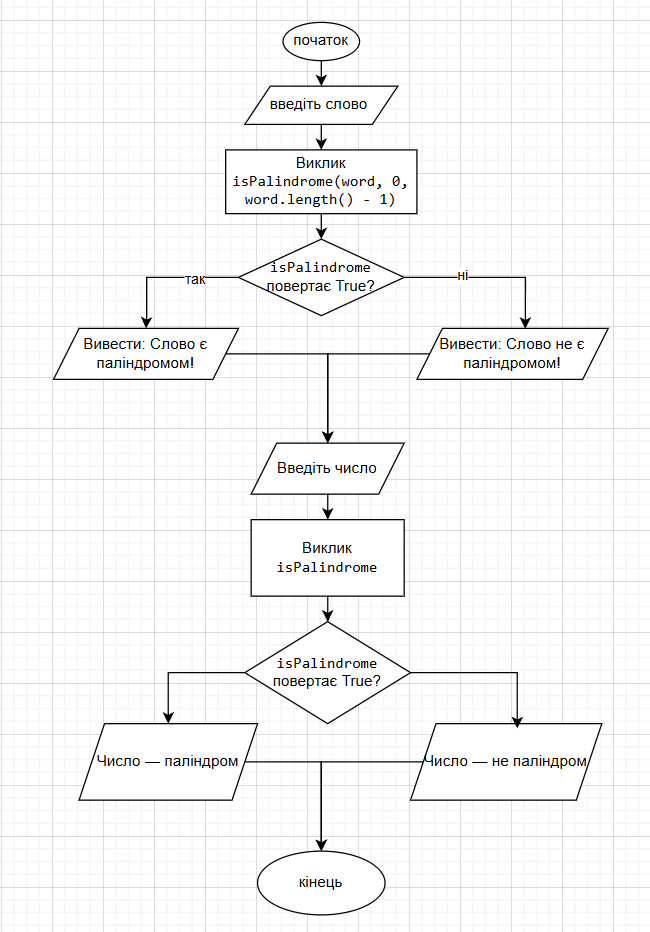 початок
введіть слово
Виклик
isPalindrome(word, 0,
word.length() - 1)
isPalindrome
повертає True?
так
ні
Вивести: Слово є
паліндромом!
Вивести: Слово не є
паліндромом!
Введіть число
Виклик
isPalindrome
isPalindrome
повертає True?
Число — паліндром
Число — не паліндром
кінець